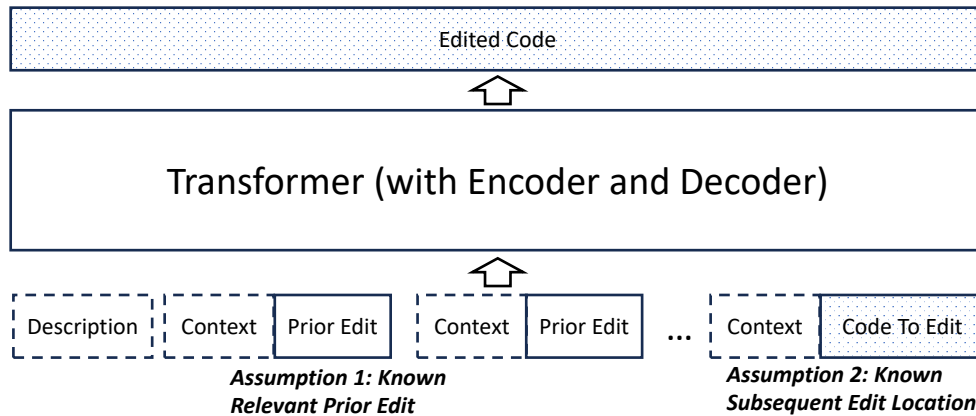 Edited Code
Transformer (with Encoder and Decoder)
Description Context Prior Edit Context Prior Edit ... Context Code To Edit
Assumption 1: Known
Relevant Prior Edit
Assumption 2: Known
Subsequent Edit Location